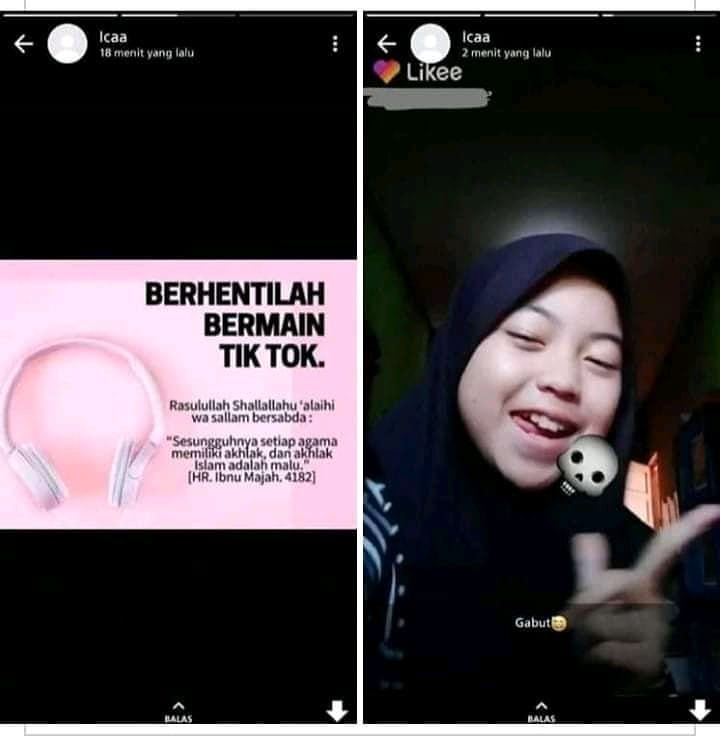 Icaa
18 menit yang lalu
BERHENTILAH
BERMAIN
TIK TOK.
Rasulullah Shallallahu 'alaihi
wa sallam bersabda :
"Sesungguhnya setiap agama
memiliki akhlak, dan akhlak
Islam adalah malu."
[HR. Ibnu Majah. 4182]
BALAS
Icaa
2 menit yang lalu
Likee
Gabut😅
BALAS